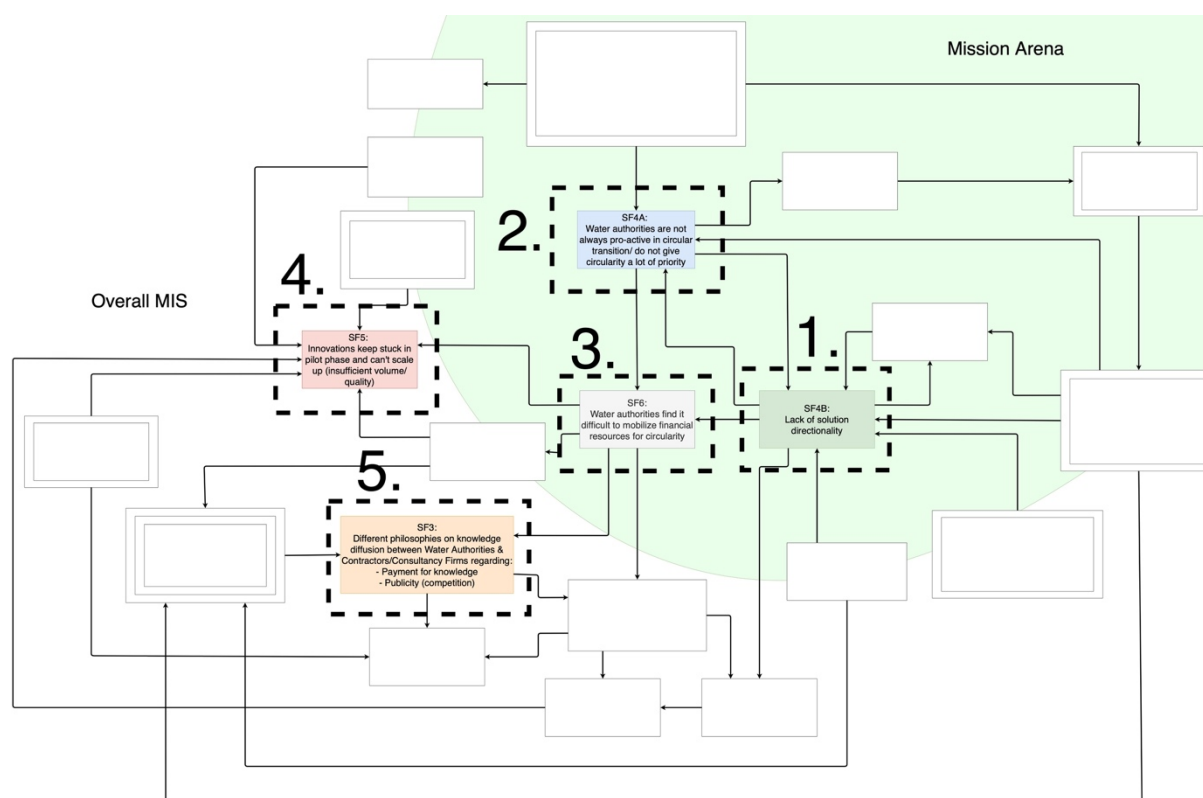 Mission Arena
2.
SF4A:
Water authorities are not
always pro-active in circular
transition/ do not give
circularity a lot of priority
4.
Overall MIS
SF5:
Innovations keep stuck in
pilot phase and can't scale
up (insufficient volume/
quality)
3.
SF6:
Water authorities find it
difficult to mobilize financial
resources for circularity
1.
SF4B:
Lack of solution
directionality
5.
SF3:
Different philosophies on knowledge
diffusion between Water Authorities &
Contractors/Consultancy Firms regarding:
- Payment for knowledge
- Publicity (competition)